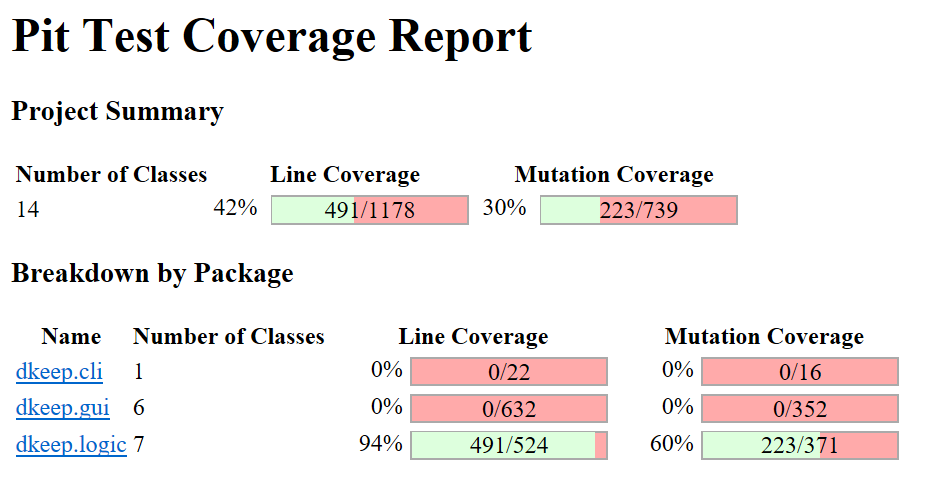 Pit Test Coverage Report
Project Summary
Number of Classes Line Coverage Mutation Coverage
14 42% 491/1178 30% 223/739
Breakdown by Package
Name Number of Classes Line Coverage Mutation Coverage
dkeep.cli 1 0% 0/22 0% 0/16
dkeep.gui 6 0% 0/632 0% 0/352
dkeep.logic 7 94% 491/524 60% 223/371